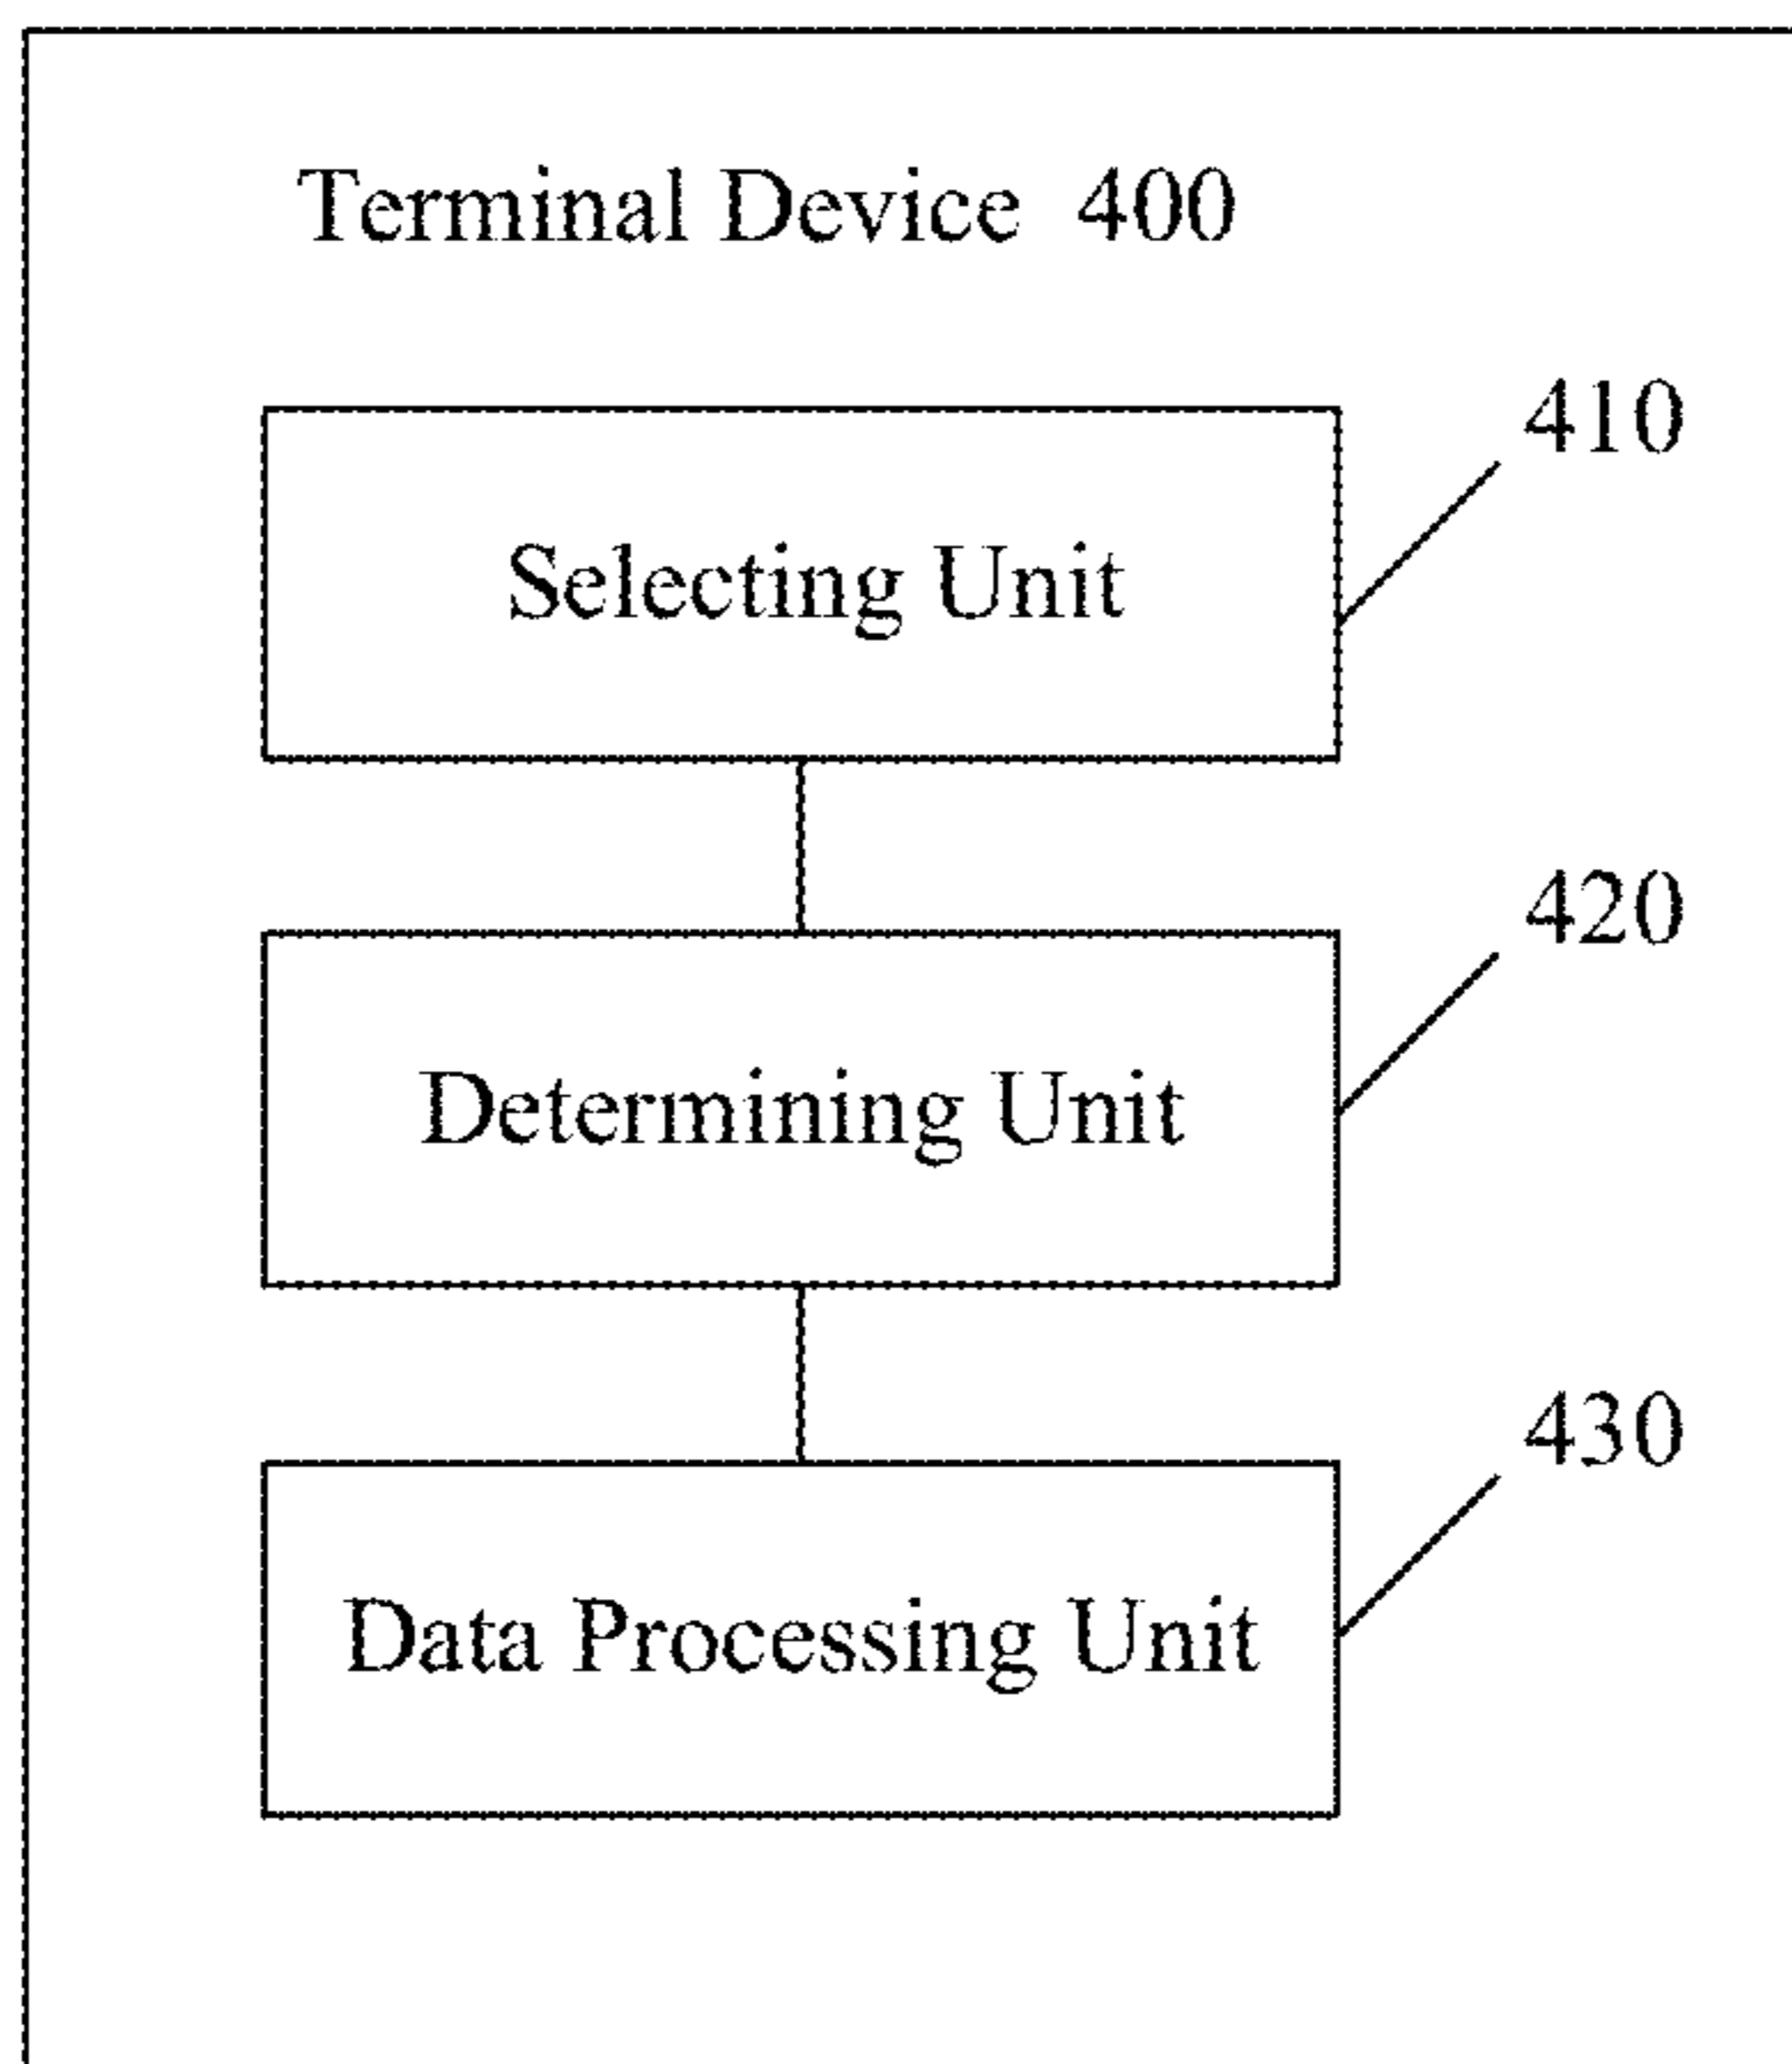 Terminal Device 400
410
Selecting Unit
420
Determining Unit
430
Data Processing Unit